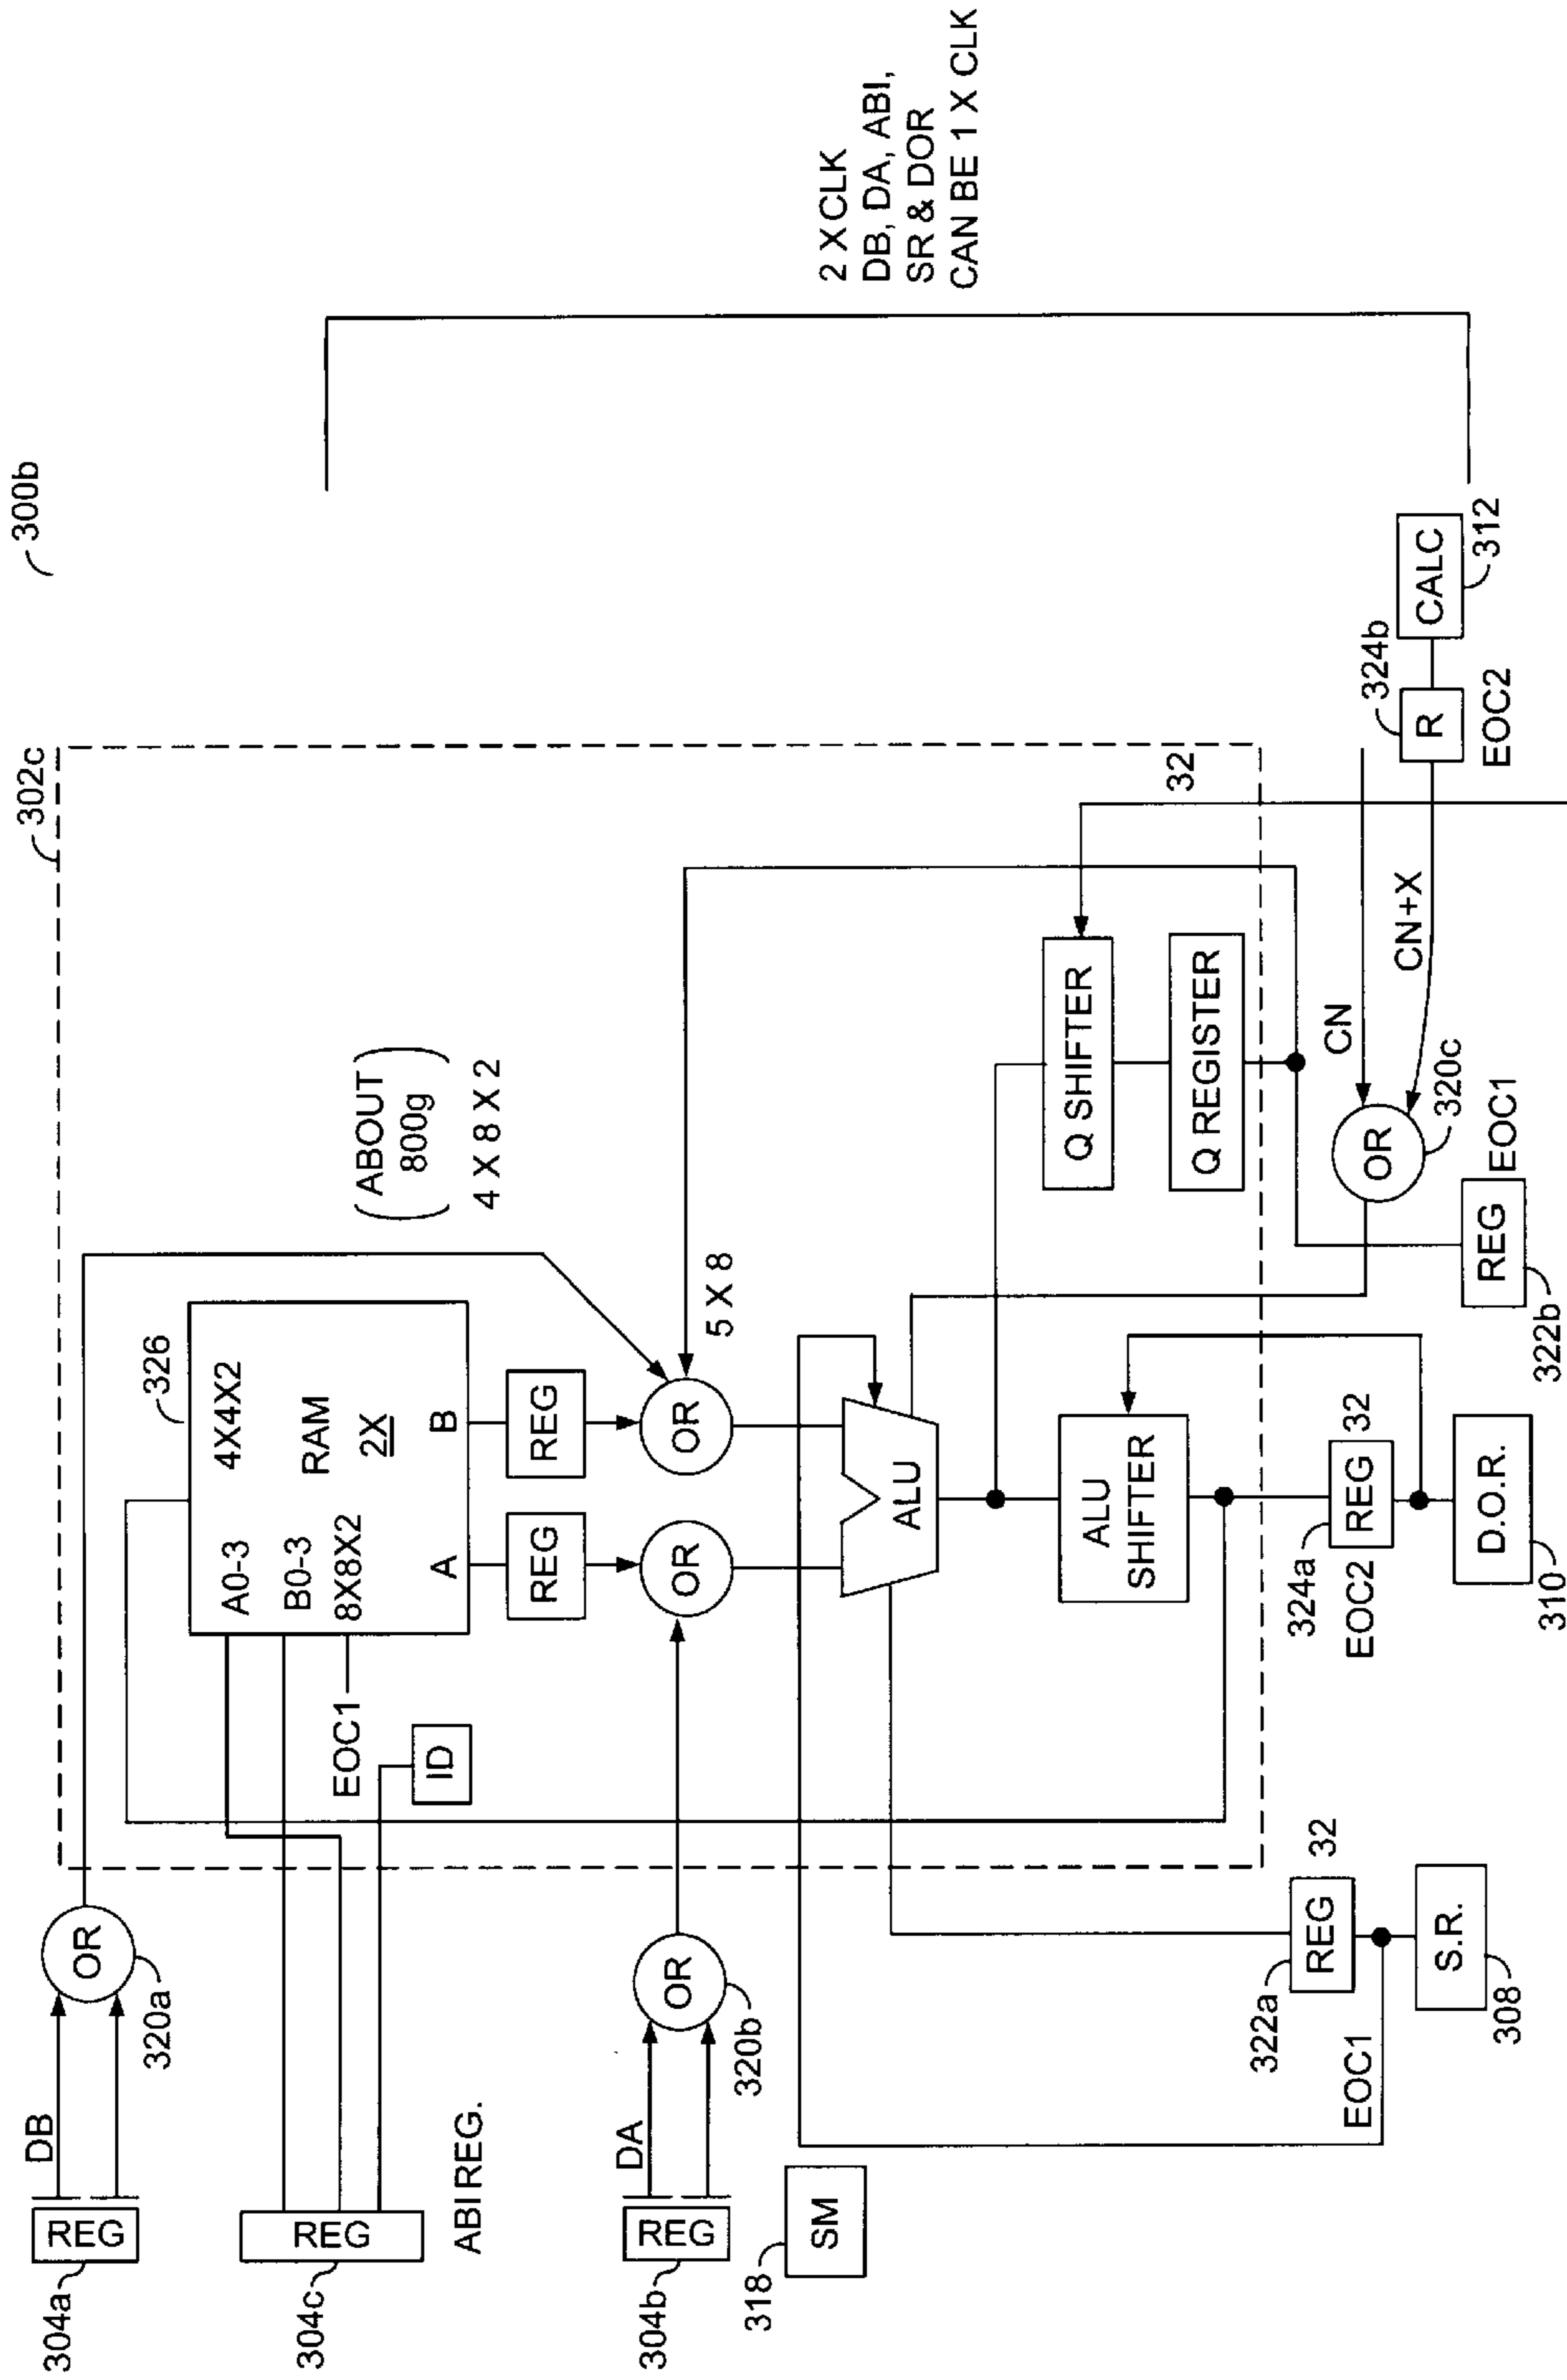 300b
302c
304a
REG
DB
OR
320a
304c
REG
ABI REG.
304b
REG
DA
OR
320b
318
SM
326
A0-3
4X4X2
B0-3
RAM
8X8X2
2X
A
B
EOC1
ID
REG
REG
(ABOUT
800g)
4 X 8 X 2
OR
OR
5 X 8
ALU
ALU
SHIFTER
Q SHIFTER
Q REGISTER
32
322a
REG
32
EOC1
S.R.
308
324a
REG
32
EOC2
D.O.R.
310
322b
REG
EOC1
OR
320c
CN
CN+X
324b
R
EOC2
CALC
312
2 X CLK
DB, DA, ABI,
SR & DOR
CAN BE 1 X CLK